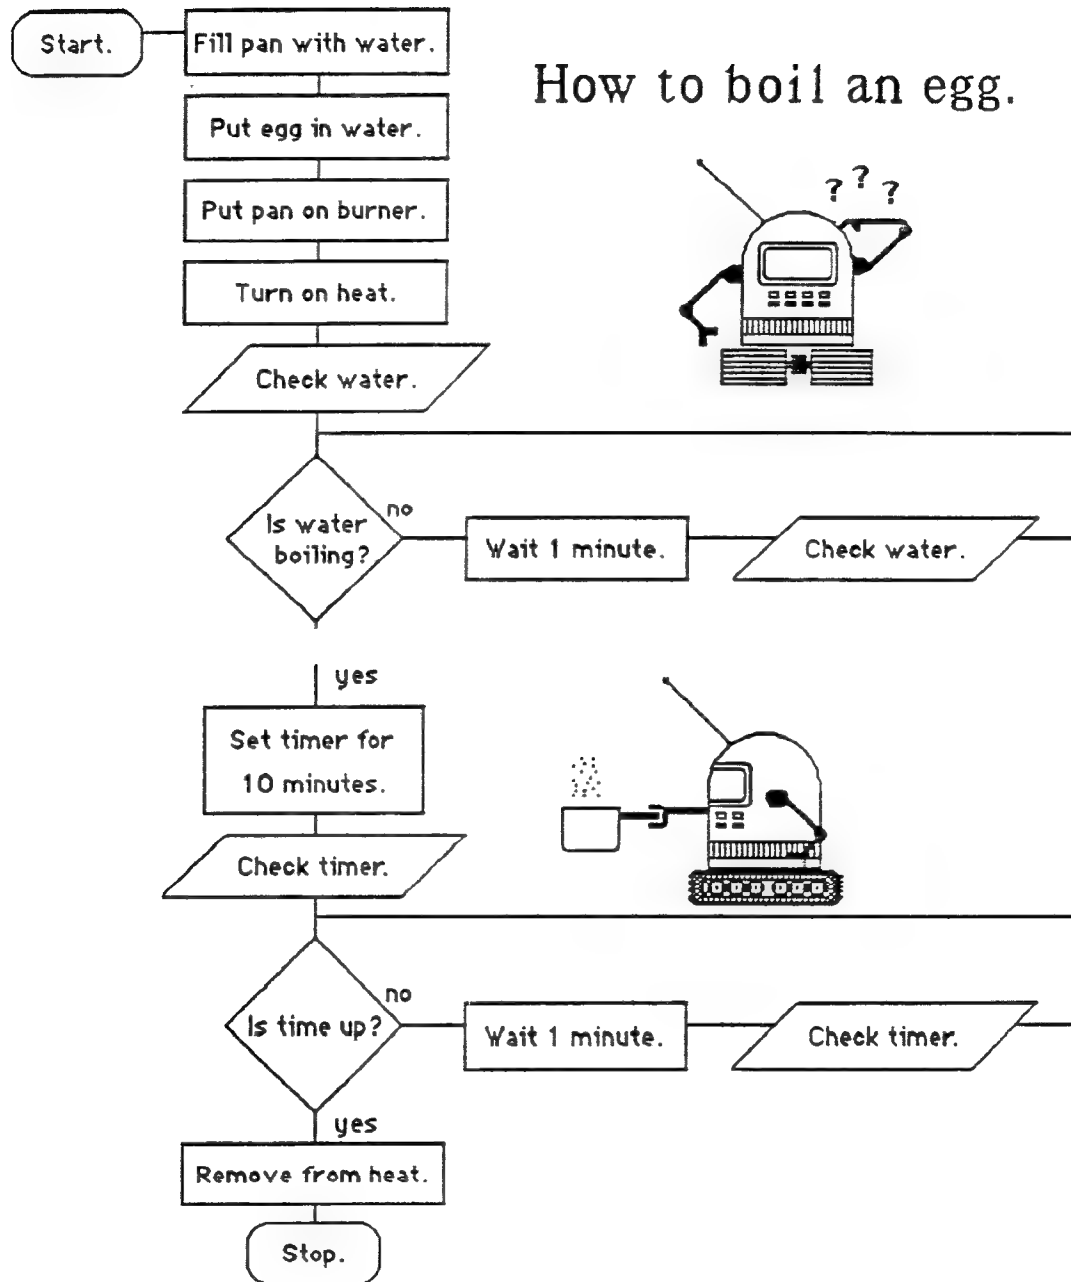 Start.
Fill pan with water.
How to boil an egg.
Put egg in water.
? ? ?
Put pan on burner.
Turn on heat.
Check water.
no
Is water
boiling?
Wait 1 minute.
Check water.
yes
Set timer for
10 minutes.
Check timer.
no
Is time up?
Wait 1 minute.
Check timer.
yes
Remove from heat.
Stop.